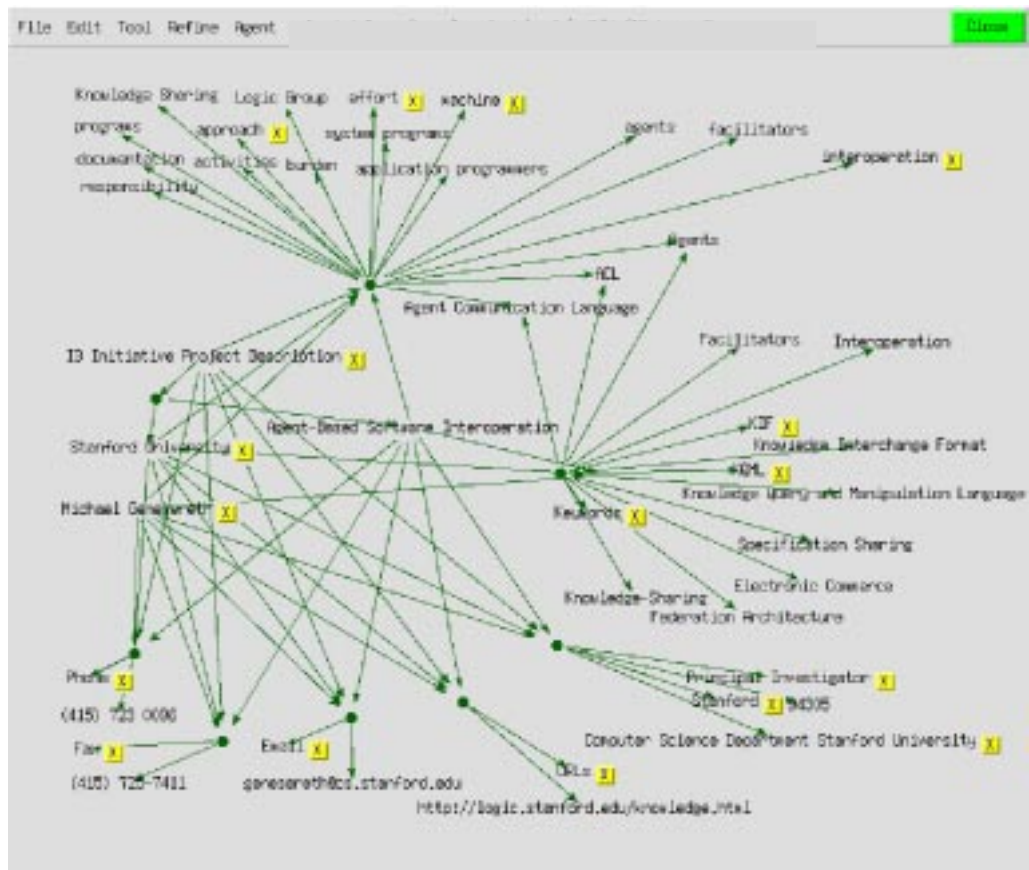 File Edit Tool Refine Agent
Close
Knowledge Sharing
Logic Group
effort X
machine X
programs
approach X
system programs
agents
facilitators
documentation
activities
burden
application programmers
interoperation X
responsibility
Agents
ACL
Agent Communication Language
Facilitators
Interoperation
I3 Initiative Project Description X
Agent-Based Software Interoperation
KIF X
Stanford University X
Knowledge Interchange Format
KQML X
Knowledge Query and Manipulation Language
Michael Genesereth X
Keywords X
Specification Sharing
Electronic Commerce
Knowledge-Sharing
Federation Architecture
Phone X
Principal Investigator X
Stanford X 94305
(415) 723
Fax X
Email X
Computer Science Department Stanford University X
(415) 725-7411
genesereth@cs.stanford.edu
URLs X
http://logic.stanford.edu/knowledge.html